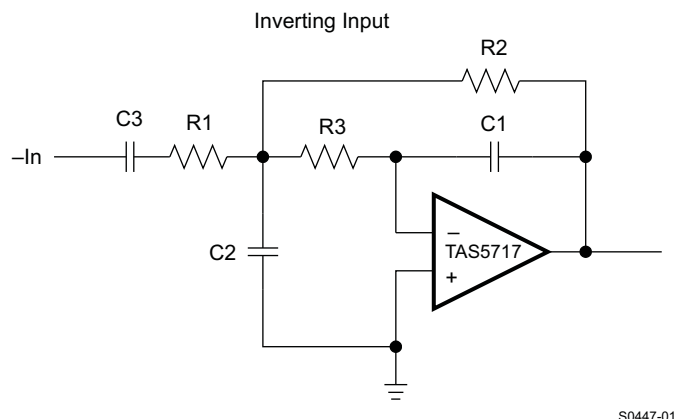 Inverting Input
R2
C3
R1
R3
C1
–In
C2
–
TAS5717
+
S0447-01